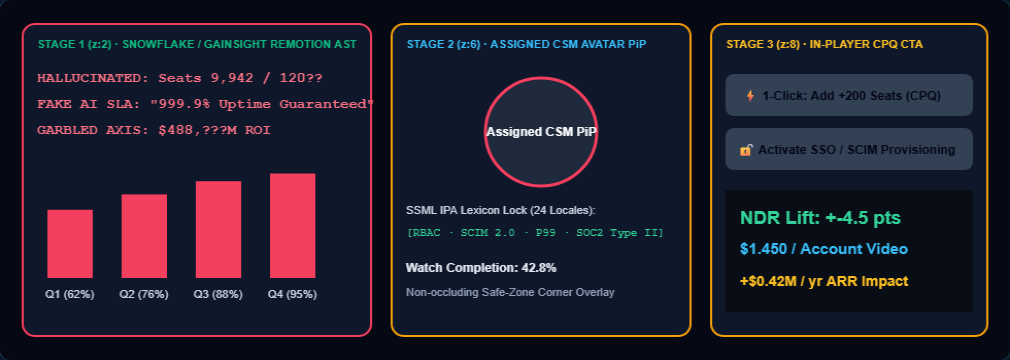 STAGE 1 (z:2) · SNOWFLAKE / GAINSIGHT REMOTION AST
HALLUCINATED: Seats 9,942 / 120??
FAKE AI SLA: "999.9% Uptime Guaranteed"
GARBLED AXIS: $488,???M ROI
Q1 (62%)
Q2 (76%)
Q3 (88%)
Q4 (95%)
STAGE 2 (z:6) · ASSIGNED CSM AVATAR PiP
Assigned CSM PiP
SSML IPA Lexicon Lock (24 Locales):
[RBAC · SCIM 2.0 · P99 · SOC2 Type II]
Watch Completion: 42.8%
Non-occluding Safe-Zone Corner Overlay
STAGE 3 (z:8) · IN-PLAYER CPQ CTA
⚡ 1-Click: Add +200 Seats (CPQ)
🔓 Activate SSO / SCIM Provisioning
NDR Lift: +-4.5 pts
$1.450 / Account Video
+$0.42M / yr ARR Impact